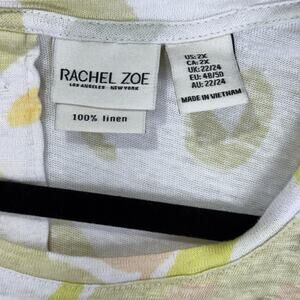 RACHEL ZOE
LOS ANGELES - NEW YORK
100% linen
US: 2X
CA: 2X
UK: 22/24
EU: 48/50
AU: 22/24
MADE IN VIETNAM